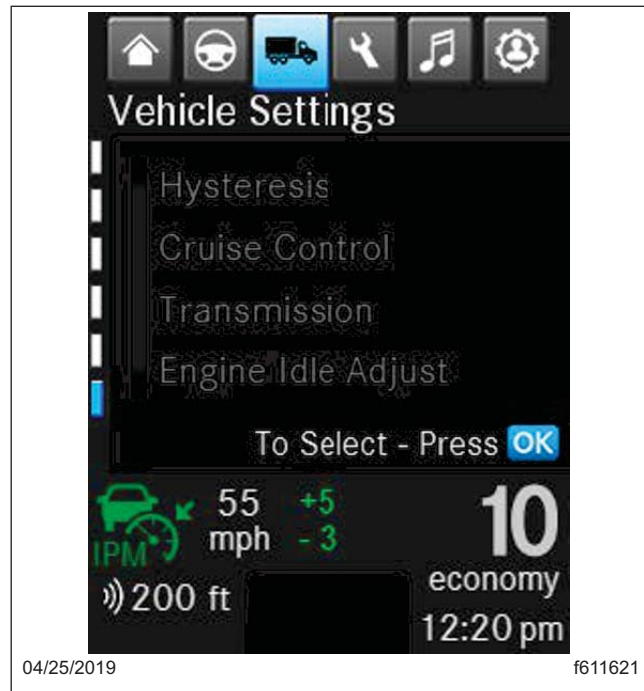 Vehicle Settings
Hysteresis
Cruise Control
Transmission
Engine Idle Adjust
To Select - Press OK
55 +5
mph - 3
IPM
10
economy
200 ft
12:20 pm
04/25/2019
f611621